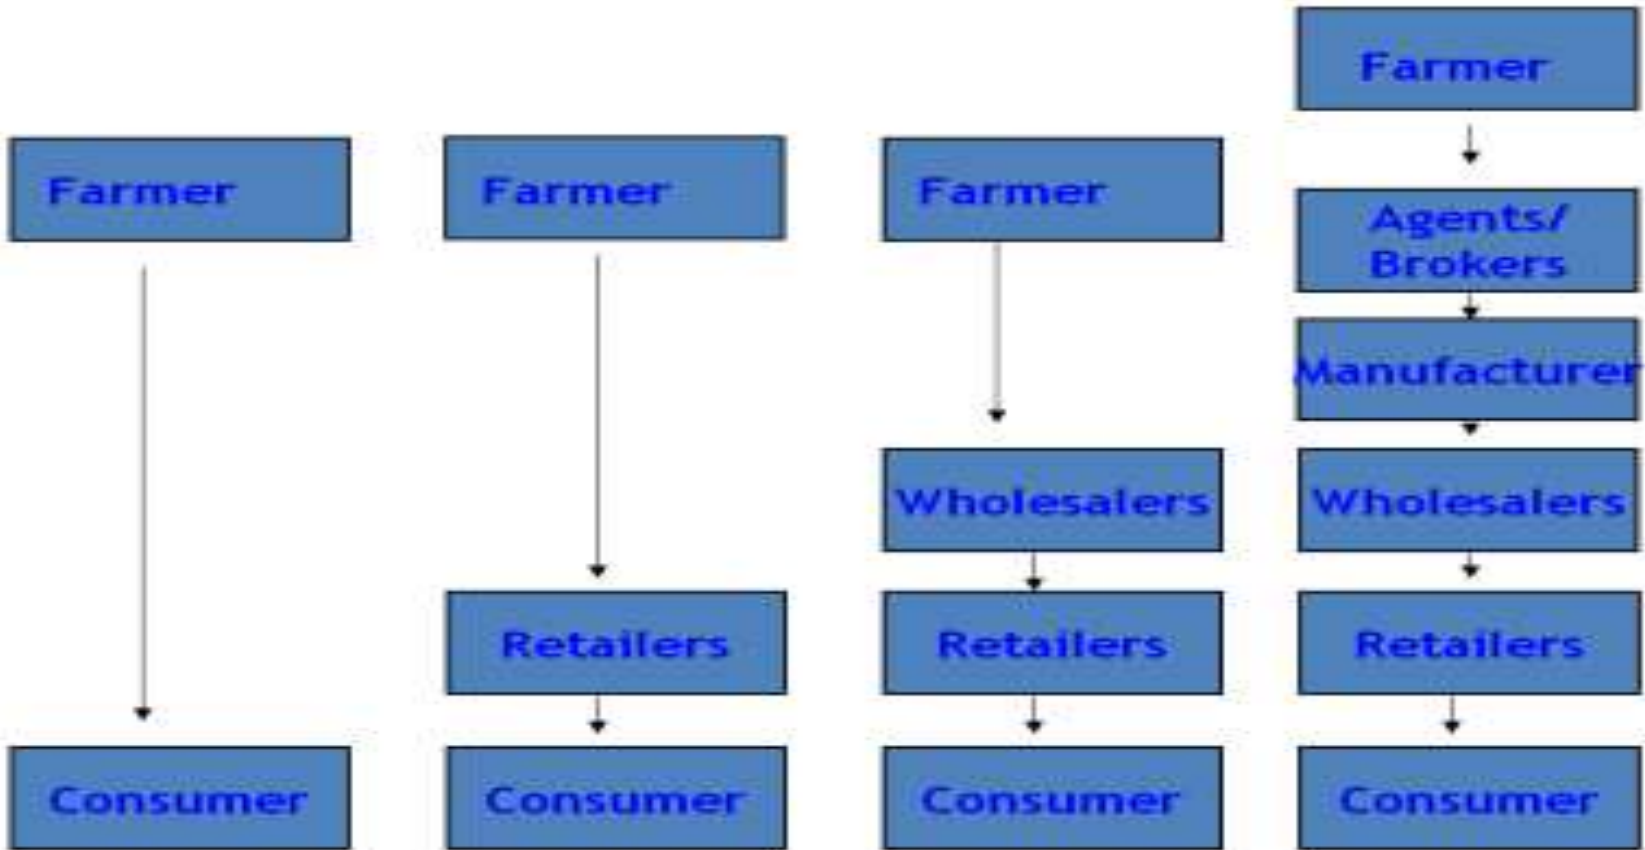 Farmer
Consumer
Farmer
Retailers
Consumer
Farmer
Wholesalers
Retailers
Consumer
Farmer
Agents/
Brokers
Manufacturer
Wholesalers
Retailers
Consumer